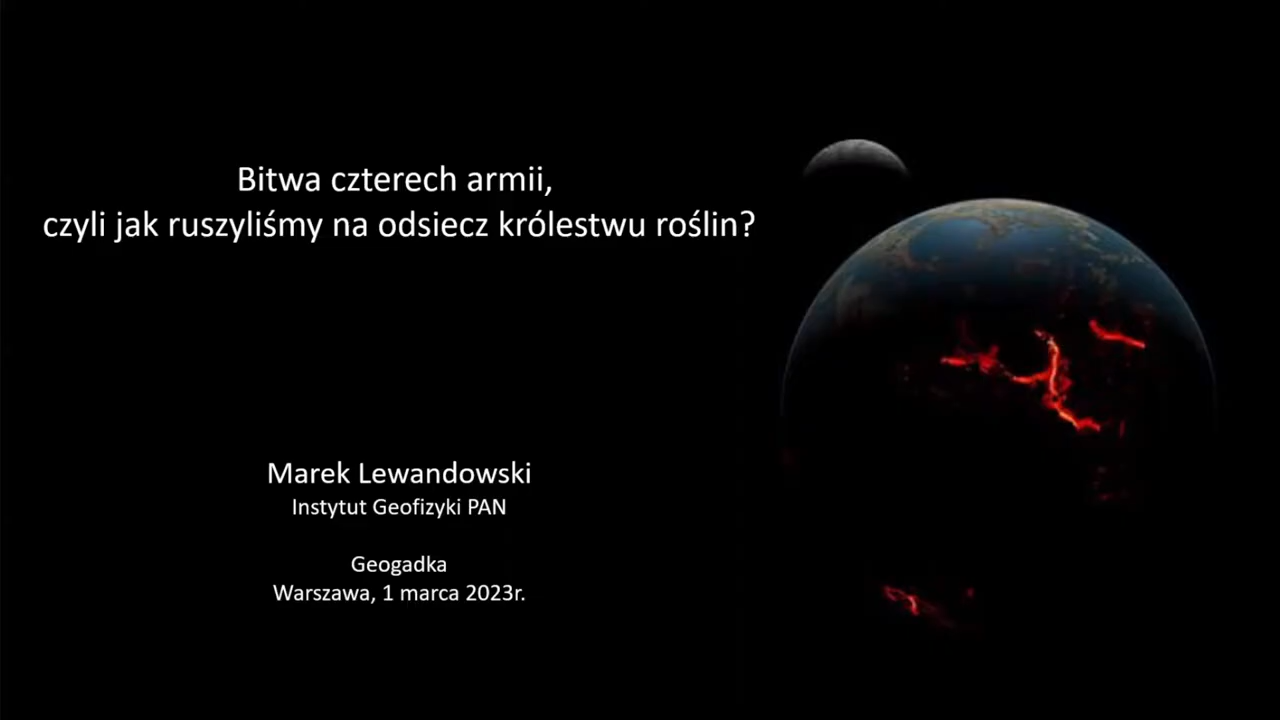 Bitwa czterech armii,
czyli jak ruszyliśmy na odsiecz królestwu roślin?
Marek Lewandowski
Instytut Geofizyki PAN
Geogadka
Warszawa, 1 marca 2023r.